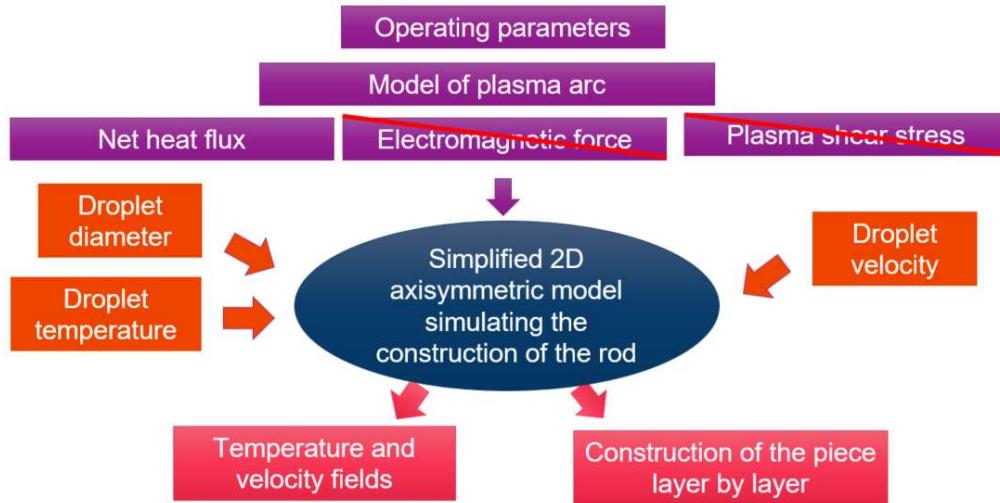 Operating parameters
Model of plasma arc
Net heat flux
Electromagnetic force
Plasma shear stress
Droplet
diameter
Droplet
temperature
Simplified 2D
axisymmetric model
simulating the
construction of the rod
Droplet
velocity
Temperature and
velocity fields
Construction of the piece
layer by layer